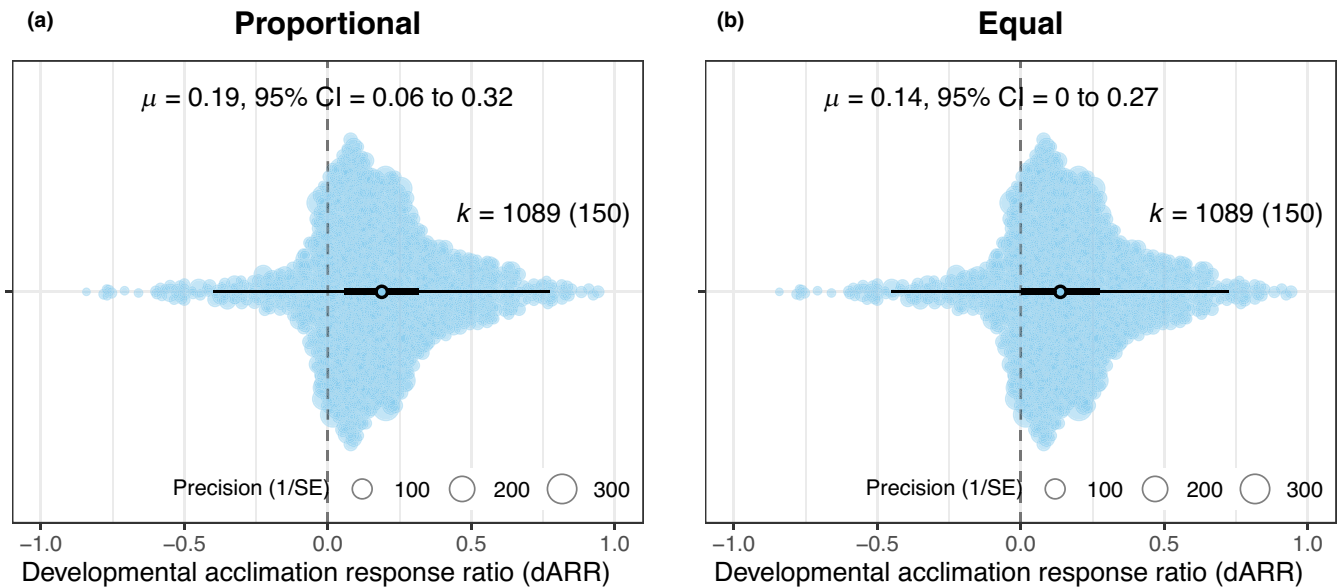 (a) Proportional
μ = 0.19, 95% CI = 0.06 to 0.32
k = 1089 (150)
Precision (1/SE) 100 200 300
−1.0 −0.5 0.0 0.5 1.0
Developmental acclimation response ratio (dARR)
(b) Equal
μ = 0.14, 95% CI = 0 to 0.27
k = 1089 (150)
Precision (1/SE) 100 200 300
−1.0 −0.5 0.0 0.5 1.0
Developmental acclimation response ratio (dARR)